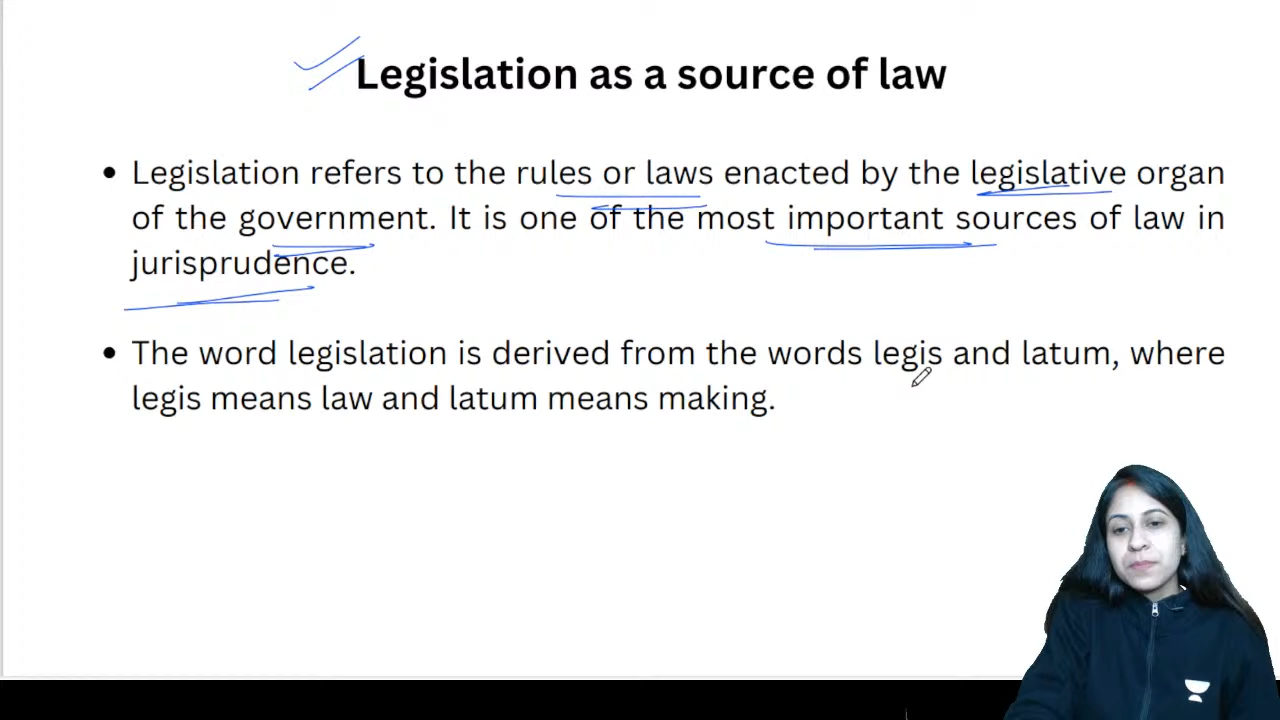 Legislation as a source of law
• Legislation refers to the rules or laws enacted by the legislative organ
of the government. It is one of the most important sources of law in
jurisprudence.
• The word legislation is derived from the words legis and latum, where
legis means law and latum means making.